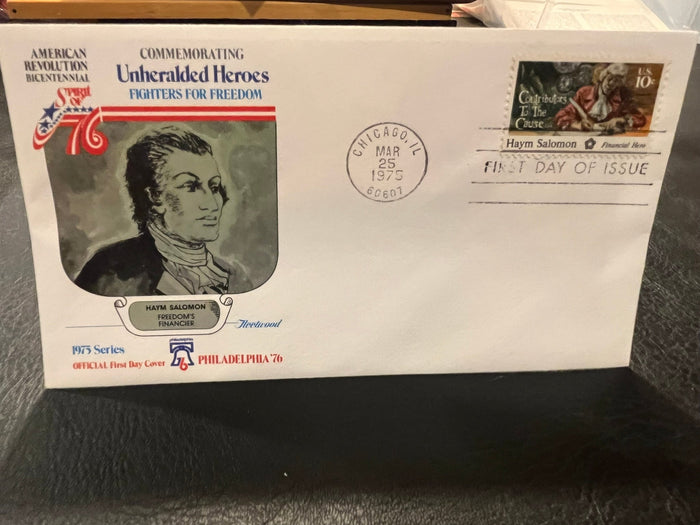 AMERICAN
REVOLUTION
BICENTENNIAL
Spirit
OF
76
COMMEMORATING
Unheralded Heroes
FIGHTERS FOR FREEDOM
HAYM SALOMON
FREEDOM'S
FINANCIER
Fleetwood
1975 Series
OFFICIAL First Day Cover
76
PHILADELPHIA '76
CHICAGO, IL
MAR
25
1975
60607
U.S.
10c
Contributors
To The
Cause...
Haym Salomon Financial Hero
FIRST DAY OF ISSUE